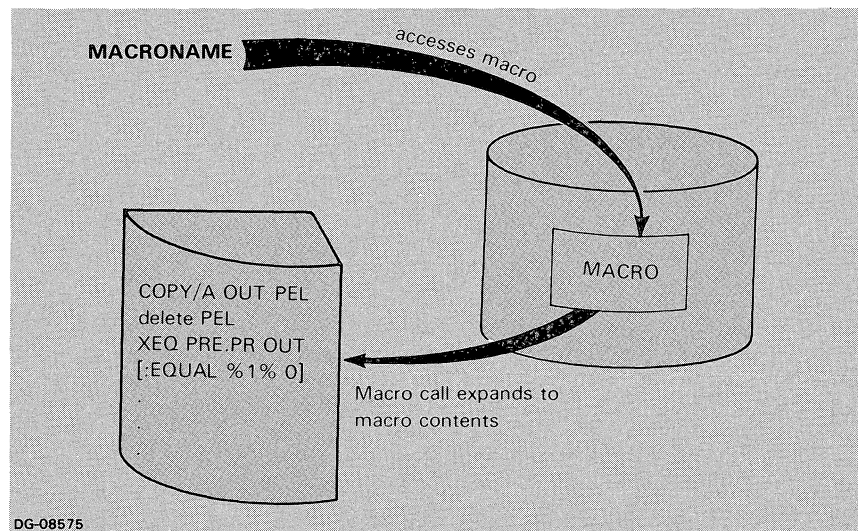 MACRONAME
accesses macro
MACRO
COPY/A OUT PEL
delete PEL
XEQ PRE.PR OUT
[:EQUAL %1% 0]
.
.
.
Macro call expands to
macro contents
DG-08575